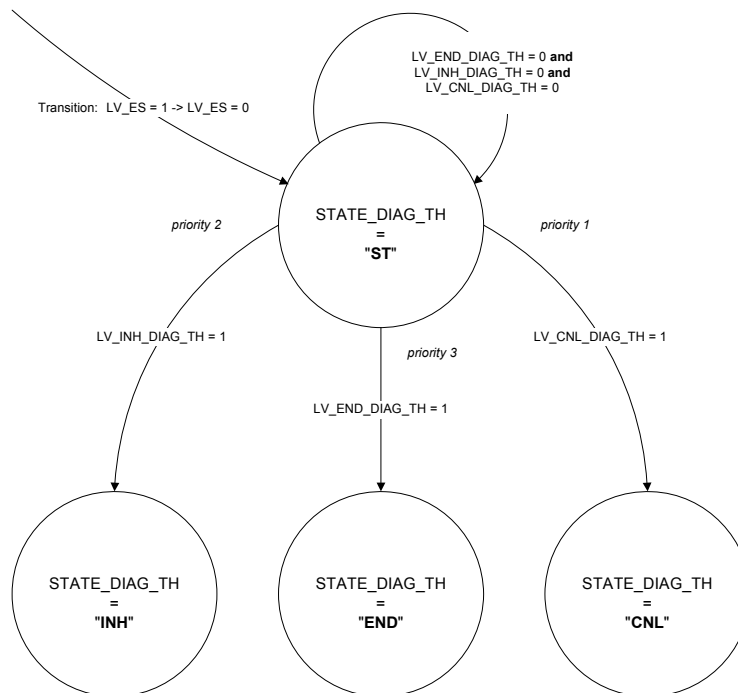 LV_END_DIAG_TH = 0 and
LV_INH_DIAG_TH = 0 and
LV_CNL_DIAG_TH = 0
Transition: LV_ES = 1 -> LV_ES = 0
STATE_DIAG_TH
=
"ST"
priority 2
priority 1
LV_INH_DIAG_TH = 1
LV_CNL_DIAG_TH = 1
priority 3
LV_END_DIAG_TH = 1
STATE_DIAG_TH
=
"INH"
STATE_DIAG_TH
=
"END"
STATE_DIAG_TH
=
"CNL"